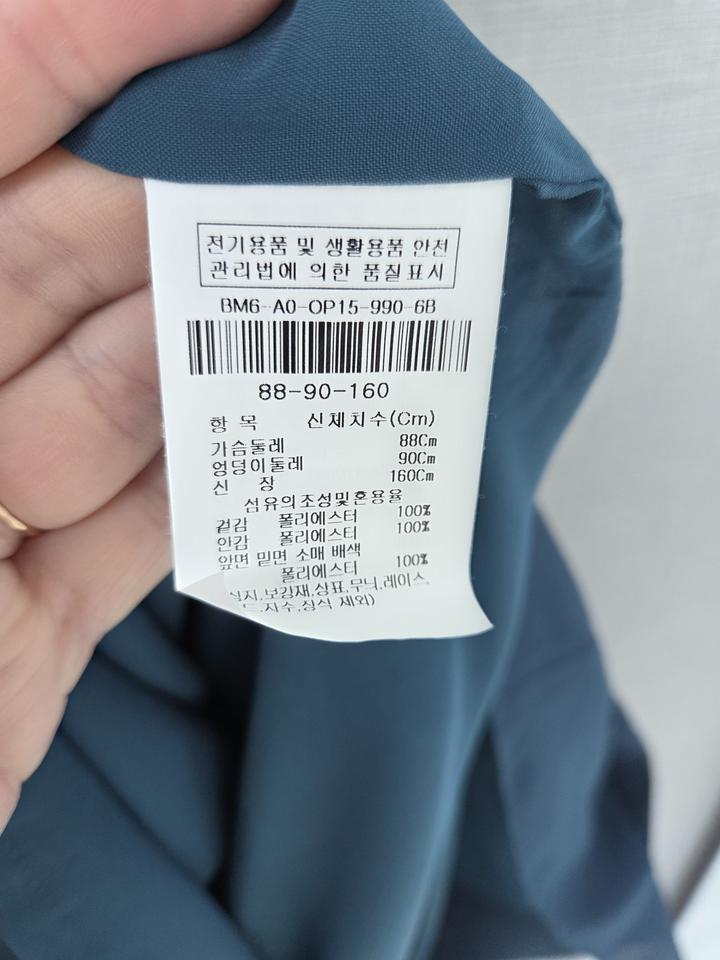 전기용품 및 생활용품 안전
관리법에 의한 품질표시
BM6-A0-OP15-990-6B
88-90-160
항 목 신체치수(Cm)
가슴둘레 88Cm
엉덩이둘레 90Cm
신 장 160Cm
섬유의조성및혼용율
겉감 폴리에스터 100%
안감 폴리에스터 100%
앞면 밑면 소매 배색
폴리에스터 100%
보강재,상표,무늬,레이스,
자수,장식 제외)